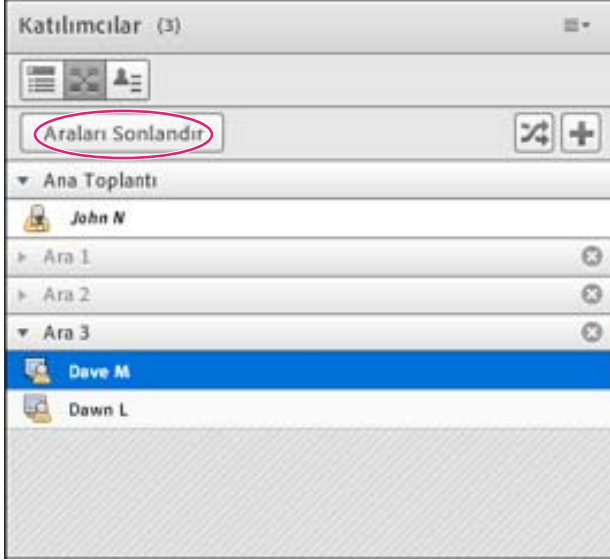 Katılımcılar (3)
Araları Sonlandır
Ana Toplantı
John N
Ara 1
Ara 2
Ara 3
Dave M
Dawn L